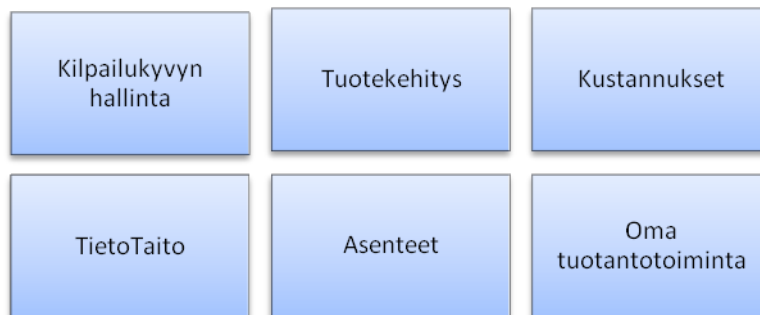 Kilpailukyvyn
hallinta
Tuotekehitys
Kustannukset
TietoTaito
Asenteet
Oma
tuotantotoiminta